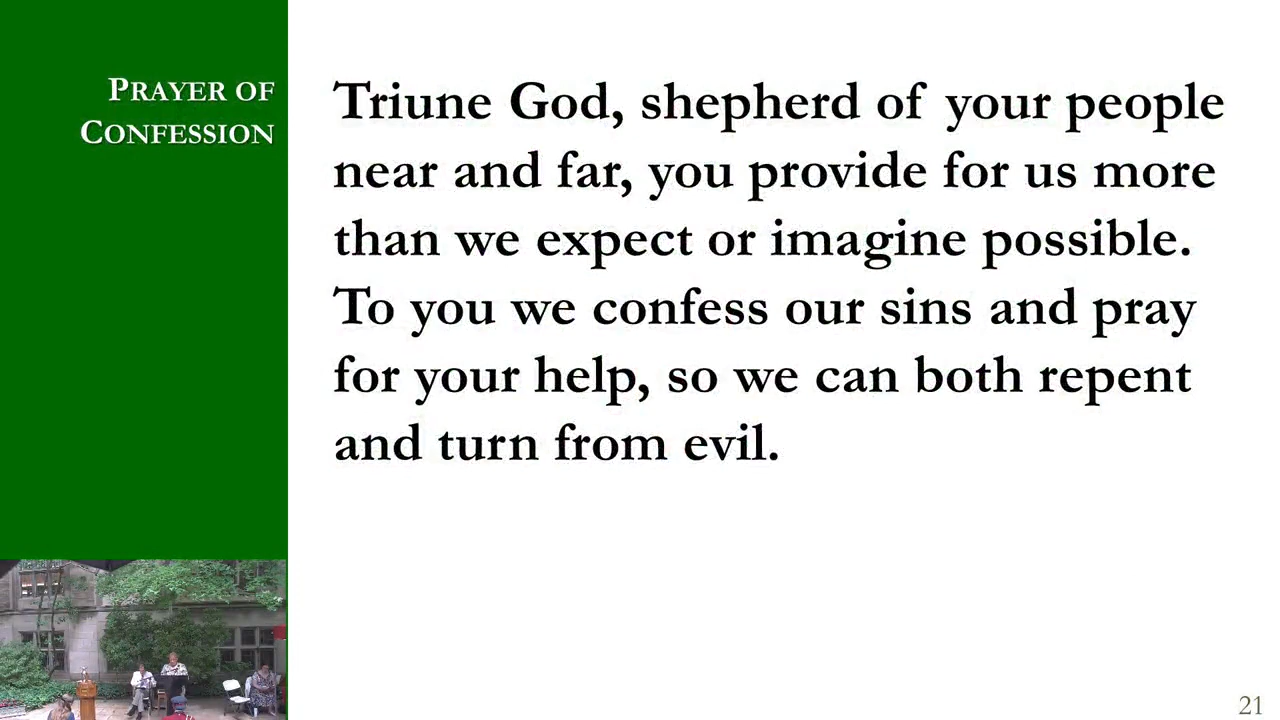 PRAYER OF
CONFESSION
Triune God, shepherd of your people
near and far, you provide for us more
than we expect or imagine possible.
To you we confess our sins and pray
for your help, so we can both repent
and turn from evil.
21